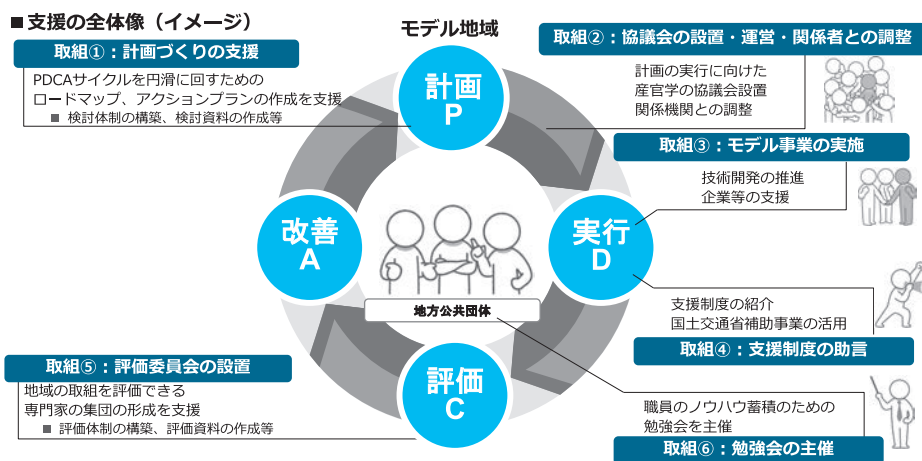 ■支援の全体像（イメージ）
モデル地域
取組①：計画づくりの支援
PDCAサイクルを円滑に回すための
ロードマップ、アクションプランの作成を支援
■ 検討体制の構築、検討資料の作成等
計画
P
取組②：協議会の設置・運営・関係者との調整
計画の実行に向けた
産官学の協議会設置
関係機関との調整
取組③：モデル事業の実施
技術開発の推進
企業等の支援
改善
A
実行
D
地方公共団体
支援制度の紹介
国土交通省補助事業の活用
取組④：支援制度の助言
取組⑤：評価委員会の設置
地域の取組を評価できる
専門家の集団の形成を支援
■ 評価体制の構築、評価資料の作成等
評価
C
職員のノウハウ蓄積のための
勉強会を主催
取組⑥：勉強会の主催